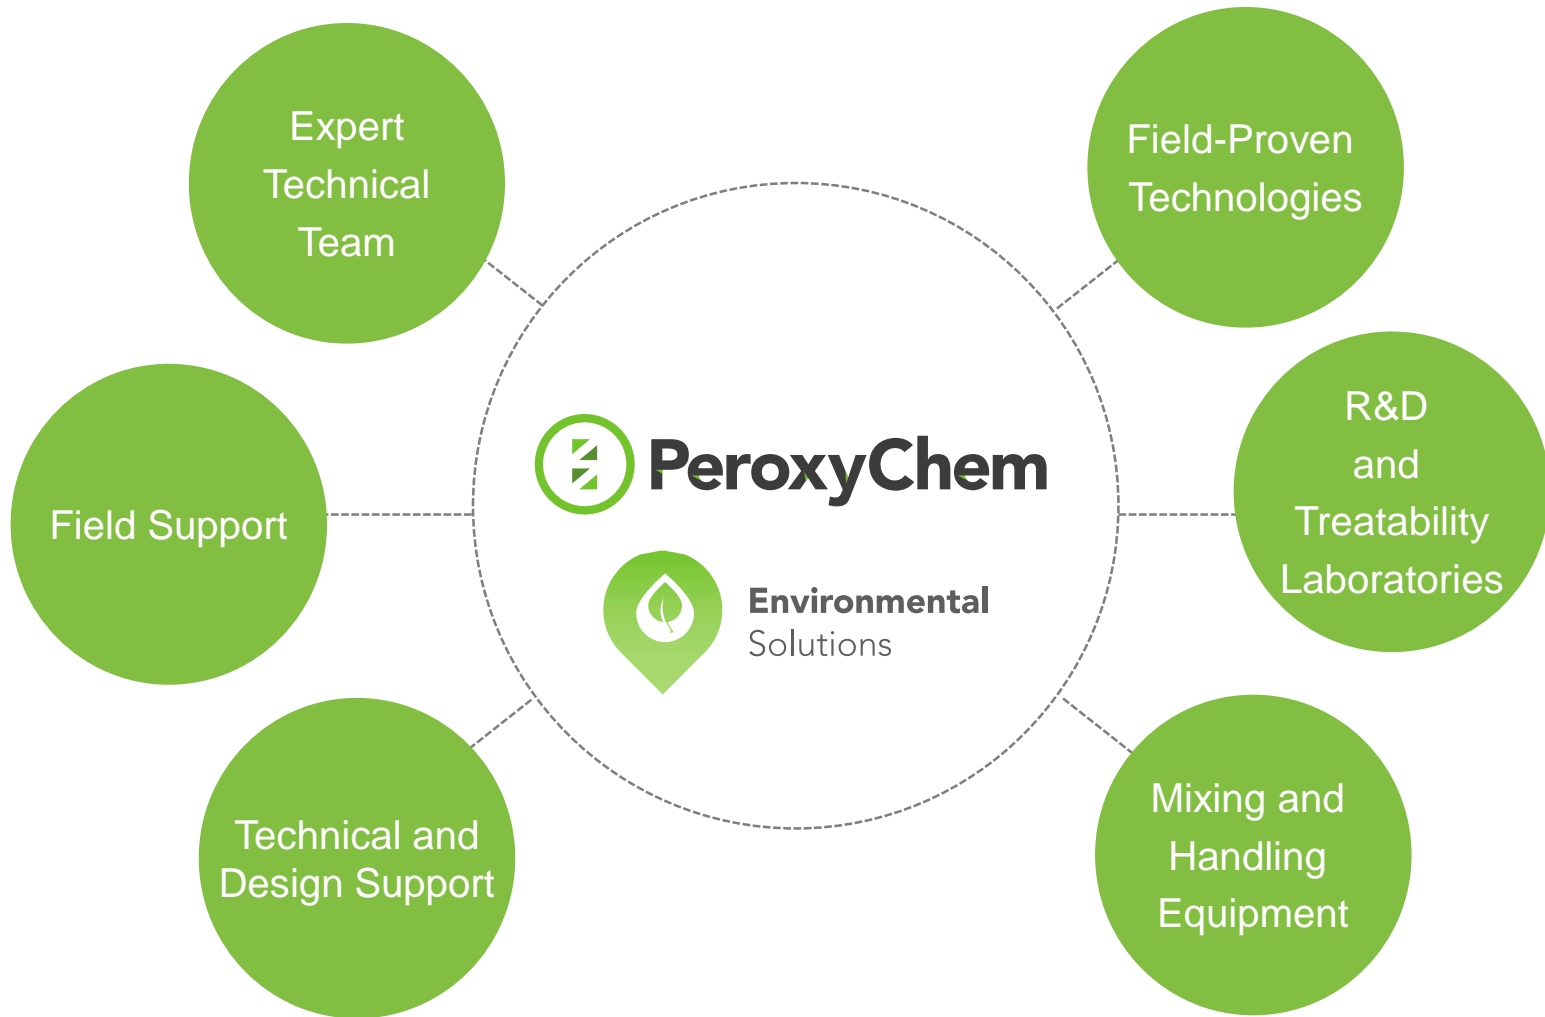 Expert
Technical
Team
Field-Proven
Technologies
R&D
and
Treatability
Laboratories
PeroxyChem
Field Support
Environmental
Solutions
Technical and
Design Support
Mixing and
Handling
Equipment